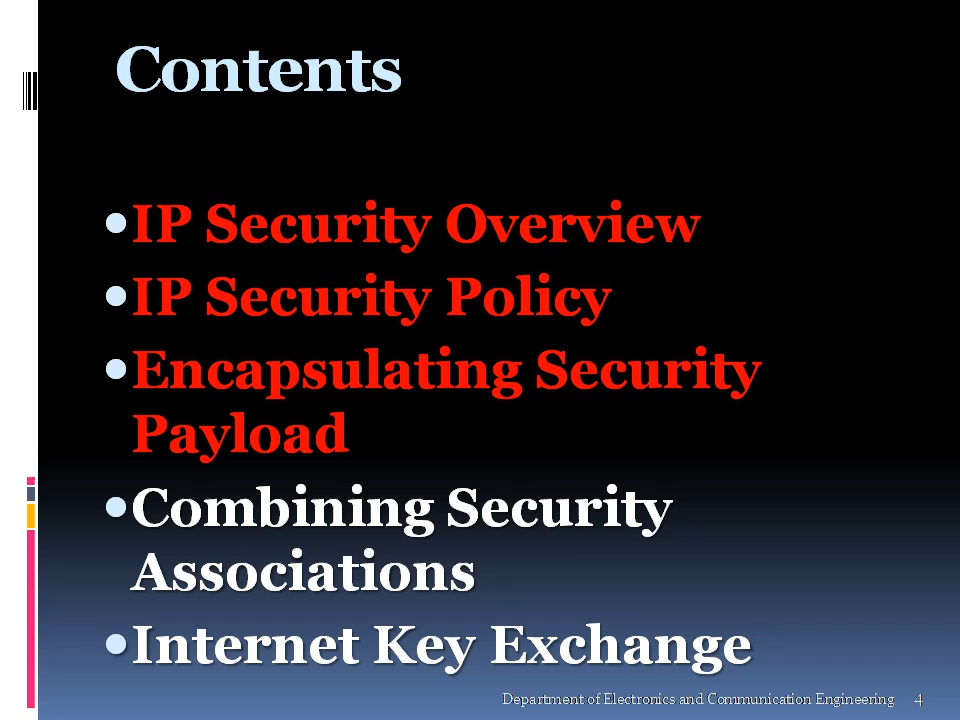 Contents
•IP Security Overview
•IP Security Policy
•Encapsulating Security
Payload
•Combining Security
Associations
•Internet Key Exchange
Department of Electronics and Communication Engineering 4